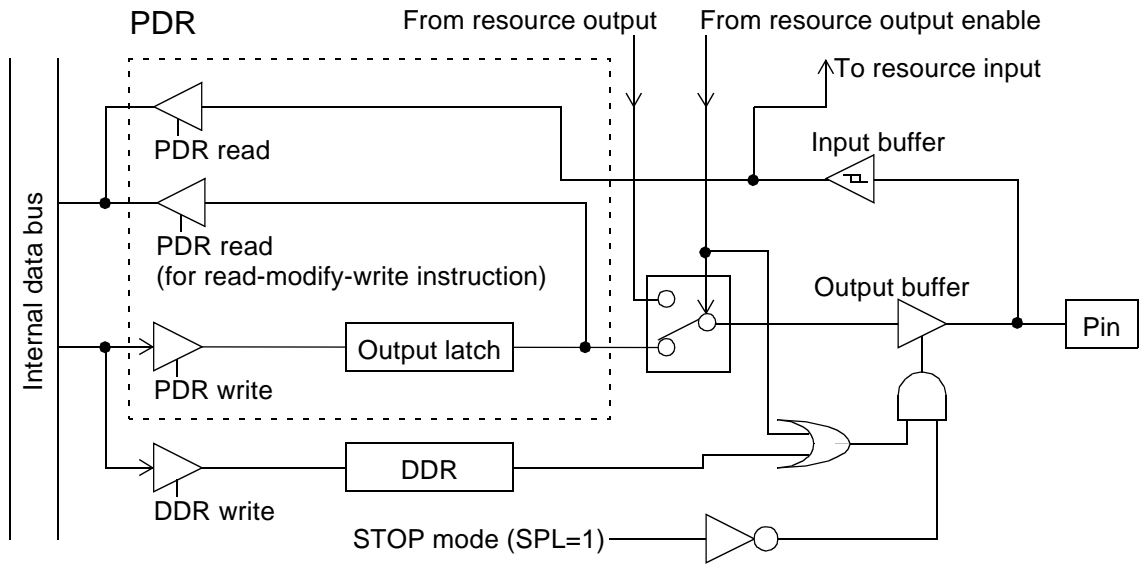 PDR
From resource output
From resource output enable
To resource input
PDR read
Input buffer
Internal data bus
PDR read
(for read-modify-write instruction)
Output buffer
Output latch
Pin
PDR write
DDR
DDR write
STOP mode (SPL=1)